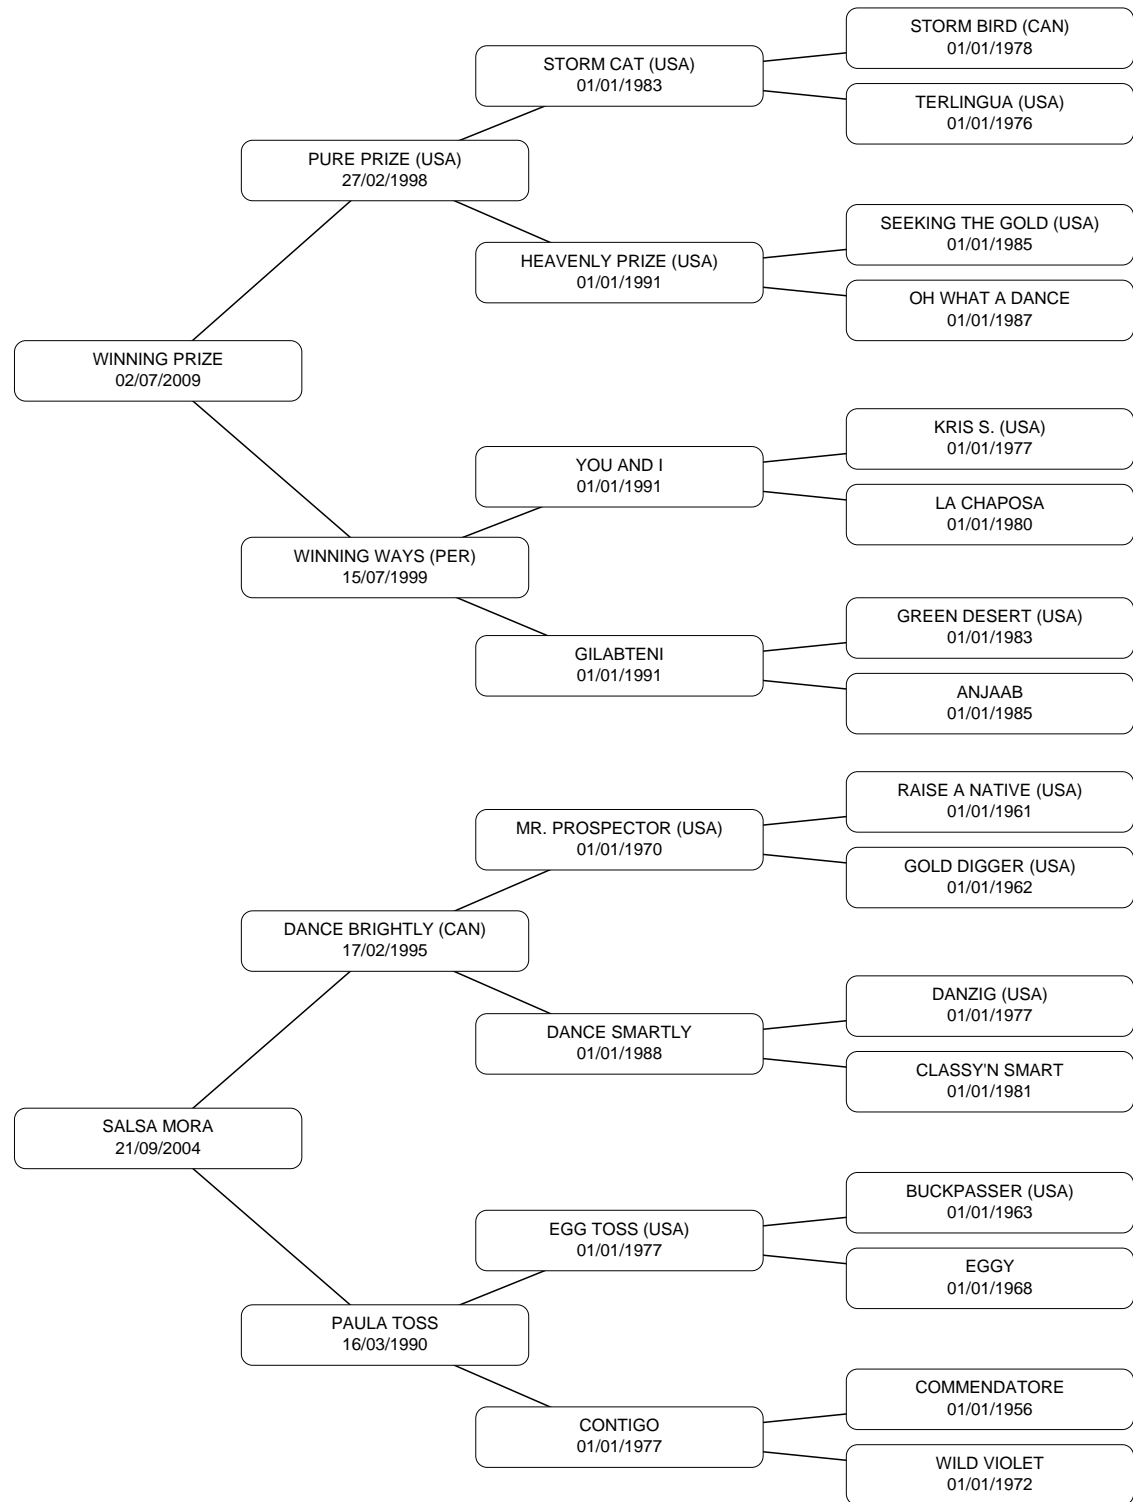 STORM BIRD (CAN)
01/01/1978
STORM CAT (USA)
01/01/1983
TERLINGUA (USA)
01/01/1976
PURE PRIZE (USA)
27/02/1998
SEEKING THE GOLD (USA)
01/01/1985
HEAVENLY PRIZE (USA)
01/01/1991
OH WHAT A DANCE
01/01/1987
WINNING PRIZE
02/07/2009
KRIS S. (USA)
01/01/1977
YOU AND I
01/01/1991
LA CHAPOSA
01/01/1980
WINNING WAYS (PER)
15/07/1999
GREEN DESERT (USA)
01/01/1983
GILABTENI
01/01/1991
ANJAAB
01/01/1985
RAISE A NATIVE (USA)
01/01/1961
MR. PROSPECTOR (USA)
01/01/1970
GOLD DIGGER (USA)
01/01/1962
DANCE BRIGHTLY (CAN)
17/02/1995
DANZIG (USA)
01/01/1977
DANCE SMARTLY
01/01/1988
CLASSY'N SMART
01/01/1981
SALSA MORA
21/09/2004
BUCKPASSER (USA)
01/01/1963
EGG TOSS (USA)
01/01/1977
EGGY
01/01/1968
PAULA TOSS
16/03/1990
COMMENDATORE
01/01/1956
CONTIGO
01/01/1977
WILD VIOLET
01/01/1972